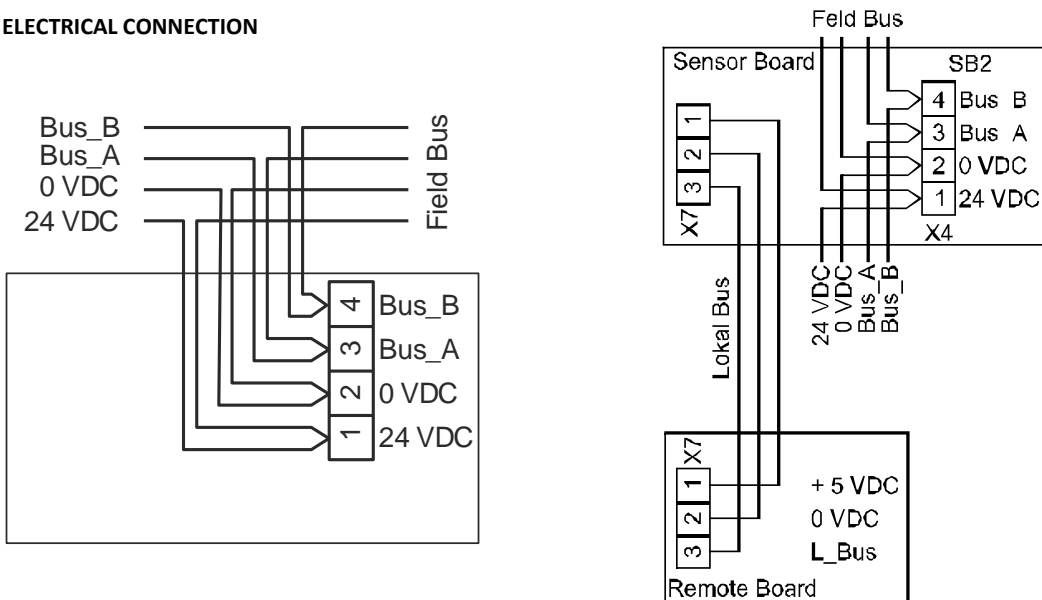 ELECTRICAL CONNECTION
Bus_B
Bus_A
0 VDC
24 VDC
Field Bus
4 Bus_B
3 Bus_A
2 0 VDC
1 24 VDC
Feld Bus
Sensor Board
SB2
4 Bus B
3 Bus A
2 0 VDC
1 24 VDC
X4
1
2
3
X7
24 VDC
0 VDC
Bus_A
Bus_B
Lokal Bus
X7
1 + 5 VDC
2 0 VDC
3 L_Bus
Remote Board